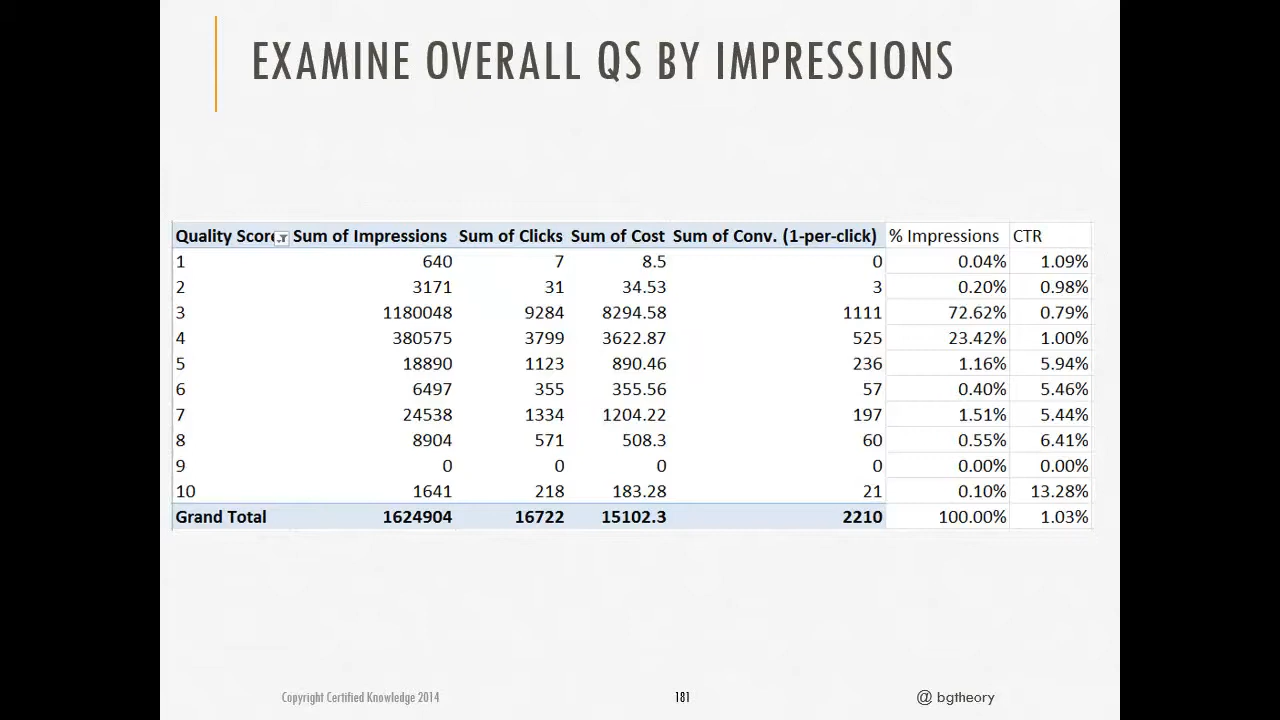 EXAMINE OVERALL QS BY IMPRESSIONS
Quality Score Sum of Impressions Sum of Clicks Sum of Cost Sum of Conv. (1-per-click) % Impressions CTR
1 640 7 8.5 0 0.04% 1.09%
2 3171 31 34.53 3 0.20% 0.98%
3 1180048 9284 8294.58 1111 72.62% 0.79%
4 380575 3799 3622.87 525 23.42% 1.00%
5 18890 1123 890.46 236 1.16% 5.94%
6 6497 355 355.56 57 0.40% 5.46%
7 24538 1334 1204.22 197 1.51% 5.44%
8 8904 571 508.3 60 0.55% 6.41%
9 0 0 0 0 0.00% 0.00%
10 1641 218 183.28 21 0.10% 13.28%
Grand Total 1624904 16722 15102.3 2210 100.00% 1.03%
Copyright Certified Knowledge 2014 181 @ bgtheory